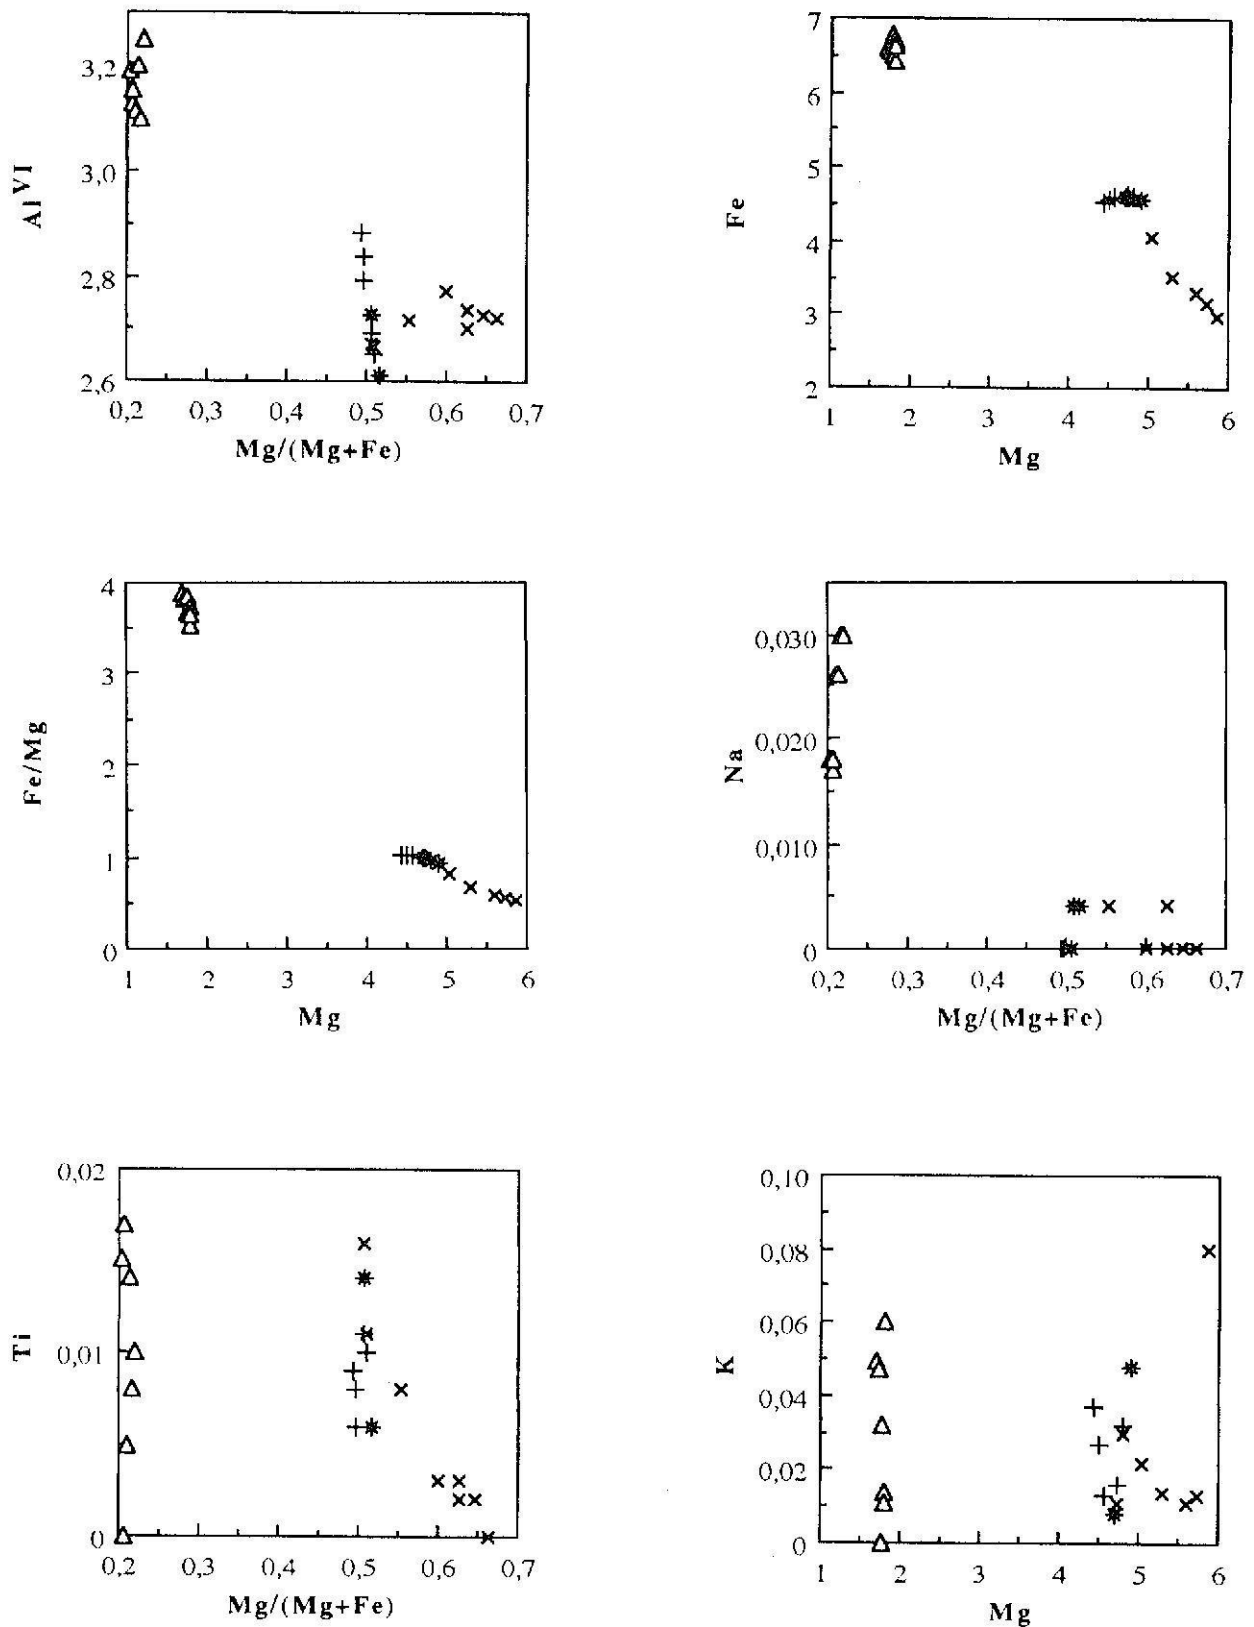 3,2
3,0
2,8
2,6
Al VI
0,2 0,3 0,4 0,5 0,6 0,7
Mg/(Mg+Fe)
7
6
5
4
3
2
Fe
1 2 3 4 5 6
Mg
4
3
2
1
0
Fe/Mg
1 2 3 4 5 6
Mg
0,030
0,020
0,010
0
Na
0,2 0,3 0,4 0,5 0,6 0,7
Mg/(Mg+Fe)
0,02
0,01
0
Ti
0,2 0,3 0,4 0,5 0,6 0,7
Mg/(Mg+Fe)
0,10
0,08
0,06
0,04
0,02
0
K
1 2 3 4 5 6
Mg